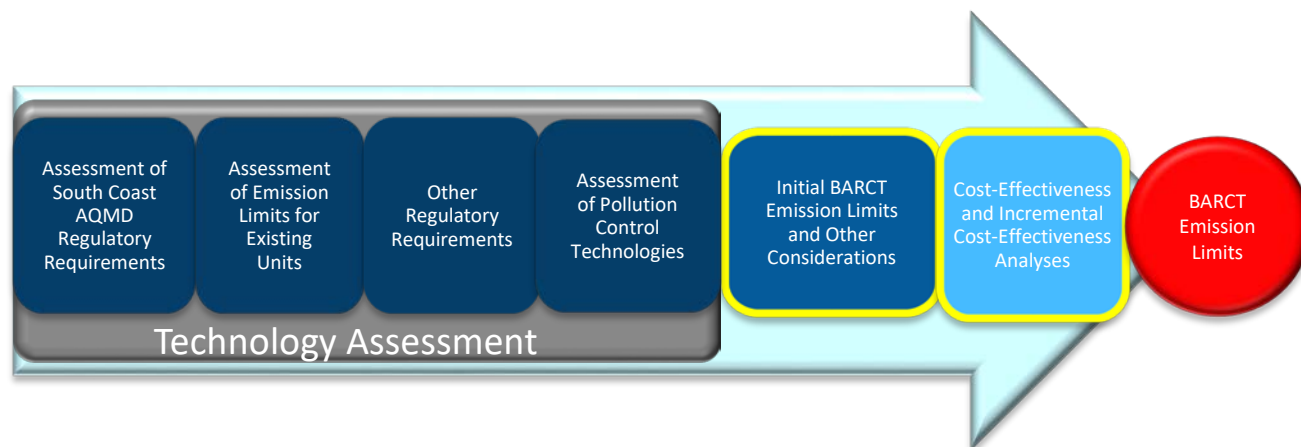 Assessment of
South Coast
AQMD
Regulatory
Requirements
Assessment
of Emission
Limits for
Existing
Units
Other
Regulatory
Requirements
Assessment
of Pollution
Control
Technologies
Initial BARCT
Emission Limits
and Other
Considerations
Cost-Effectiveness
and Incremental
Cost-Effectiveness
Analyses
BARCT
Emission
Limits
Technology Assessment